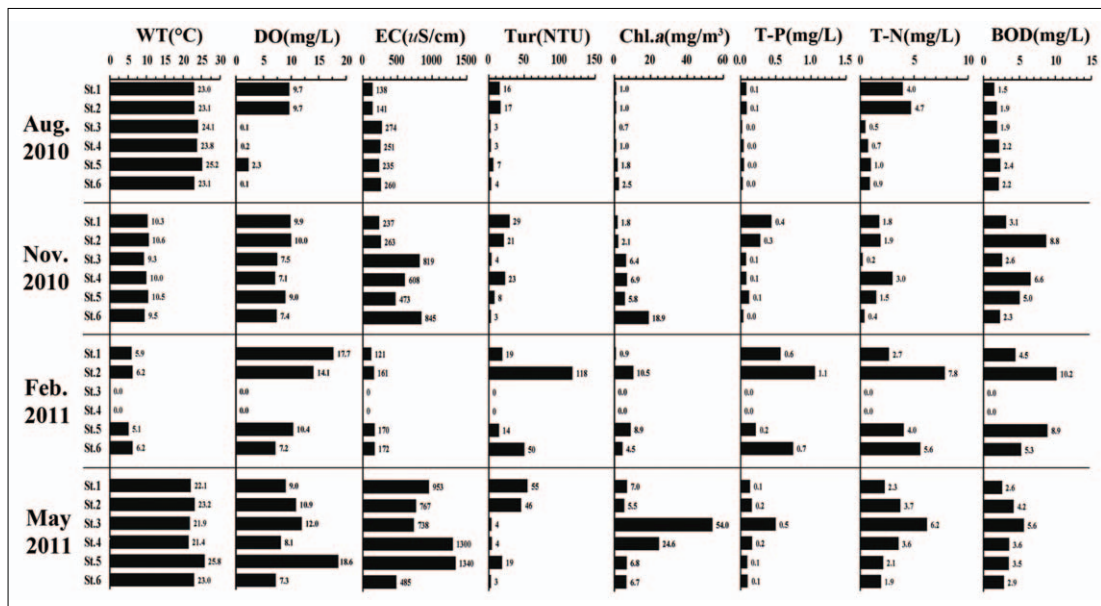 WT(°C) DO(mg/L) EC(uS/cm) Tur(NTU) Chl.a(mg/m³) T-P(mg/L) T-N(mg/L) BOD(mg/L)
0 5 10 15 20 25 30 0 5 10 15 20 0 500 1000 1500 0 50 100 150 0 20 40 60 0.0 0.5 1.0 1.5 0 5 10 0 5 10 15
Aug. 2010
St.1 23.0 9.7 138 16 1.0 0.1 4.0 1.5
St.2 23.1 9.7 141 17 1.0 0.1 4.7 1.9
St.3 24.1 0.1 274 3 0.7 0.0 0.5 1.9
St.4 23.8 0.2 251 3 1.0 0.0 0.7 2.2
St.5 25.2 2.3 235 7 1.8 0.0 1.0 2.4
St.6 23.1 0.1 260 4 2.5 0.0 0.9 2.2
Nov. 2010
St.1 10.3 9.9 237 29 1.8 0.4 1.8 3.1
St.2 10.6 10.0 263 21 2.1 0.3 1.9 8.8
St.3 9.3 7.5 819 4 6.4 0.1 0.2 2.6
St.4 10.0 7.1 608 23 6.9 0.1 3.0 6.6
St.5 10.5 9.0 473 8 5.8 0.1 1.5 5.0
St.6 9.5 7.4 845 3 18.9 0.0 0.4 2.3
Feb. 2011
St.1 5.9 17.7 121 19 0.9 0.6 2.7 4.5
St.2 6.2 14.1 161 118 10.5 1.1 7.8 10.2
St.3 0.0 0.0 0 0 0.0 0.0 0.0 0.0
St.4 0.0 0.0 0 0 0.0 0.0 0.0 0.0
St.5 5.1 10.4 170 14 8.9 0.2 4.0 8.9
St.6 6.2 7.2 172 50 4.5 0.7 5.6 5.3
May 2011
St.1 22.1 9.0 953 55 7.0 0.1 2.3 2.6
St.2 23.2 10.9 767 46 5.5 0.2 3.7 4.2
St.3 21.9 12.0 738 4 54.0 0.5 6.2 5.6
St.4 21.4 8.1 1300 4 24.6 0.2 3.6 3.6
St.5 25.8 18.6 1340 19 6.8 0.1 2.1 3.5
St.6 23.0 7.3 485 3 6.7 0.1 1.9 2.9